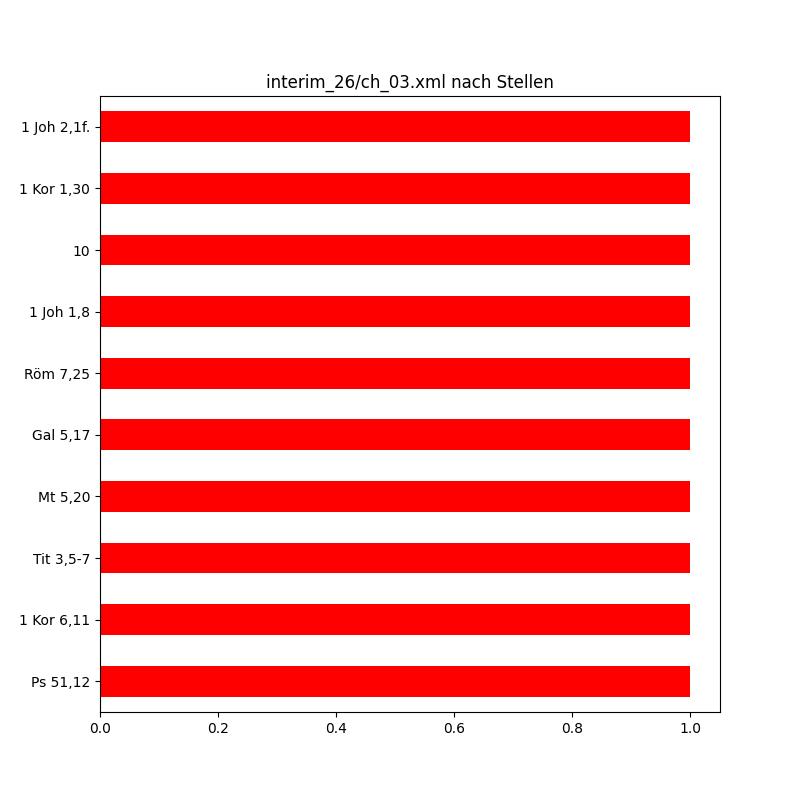 interim_26/ch_03.xml nach Stellen
1 Joh 2,1f.
1 Kor 1,30
10
1 Joh 1,8
Röm 7,25
Gal 5,17
Mt 5,20
Tit 3,5-7
1 Kor 6,11
Ps 51,12
0.0 0.2 0.4 0.6 0.8 1.0